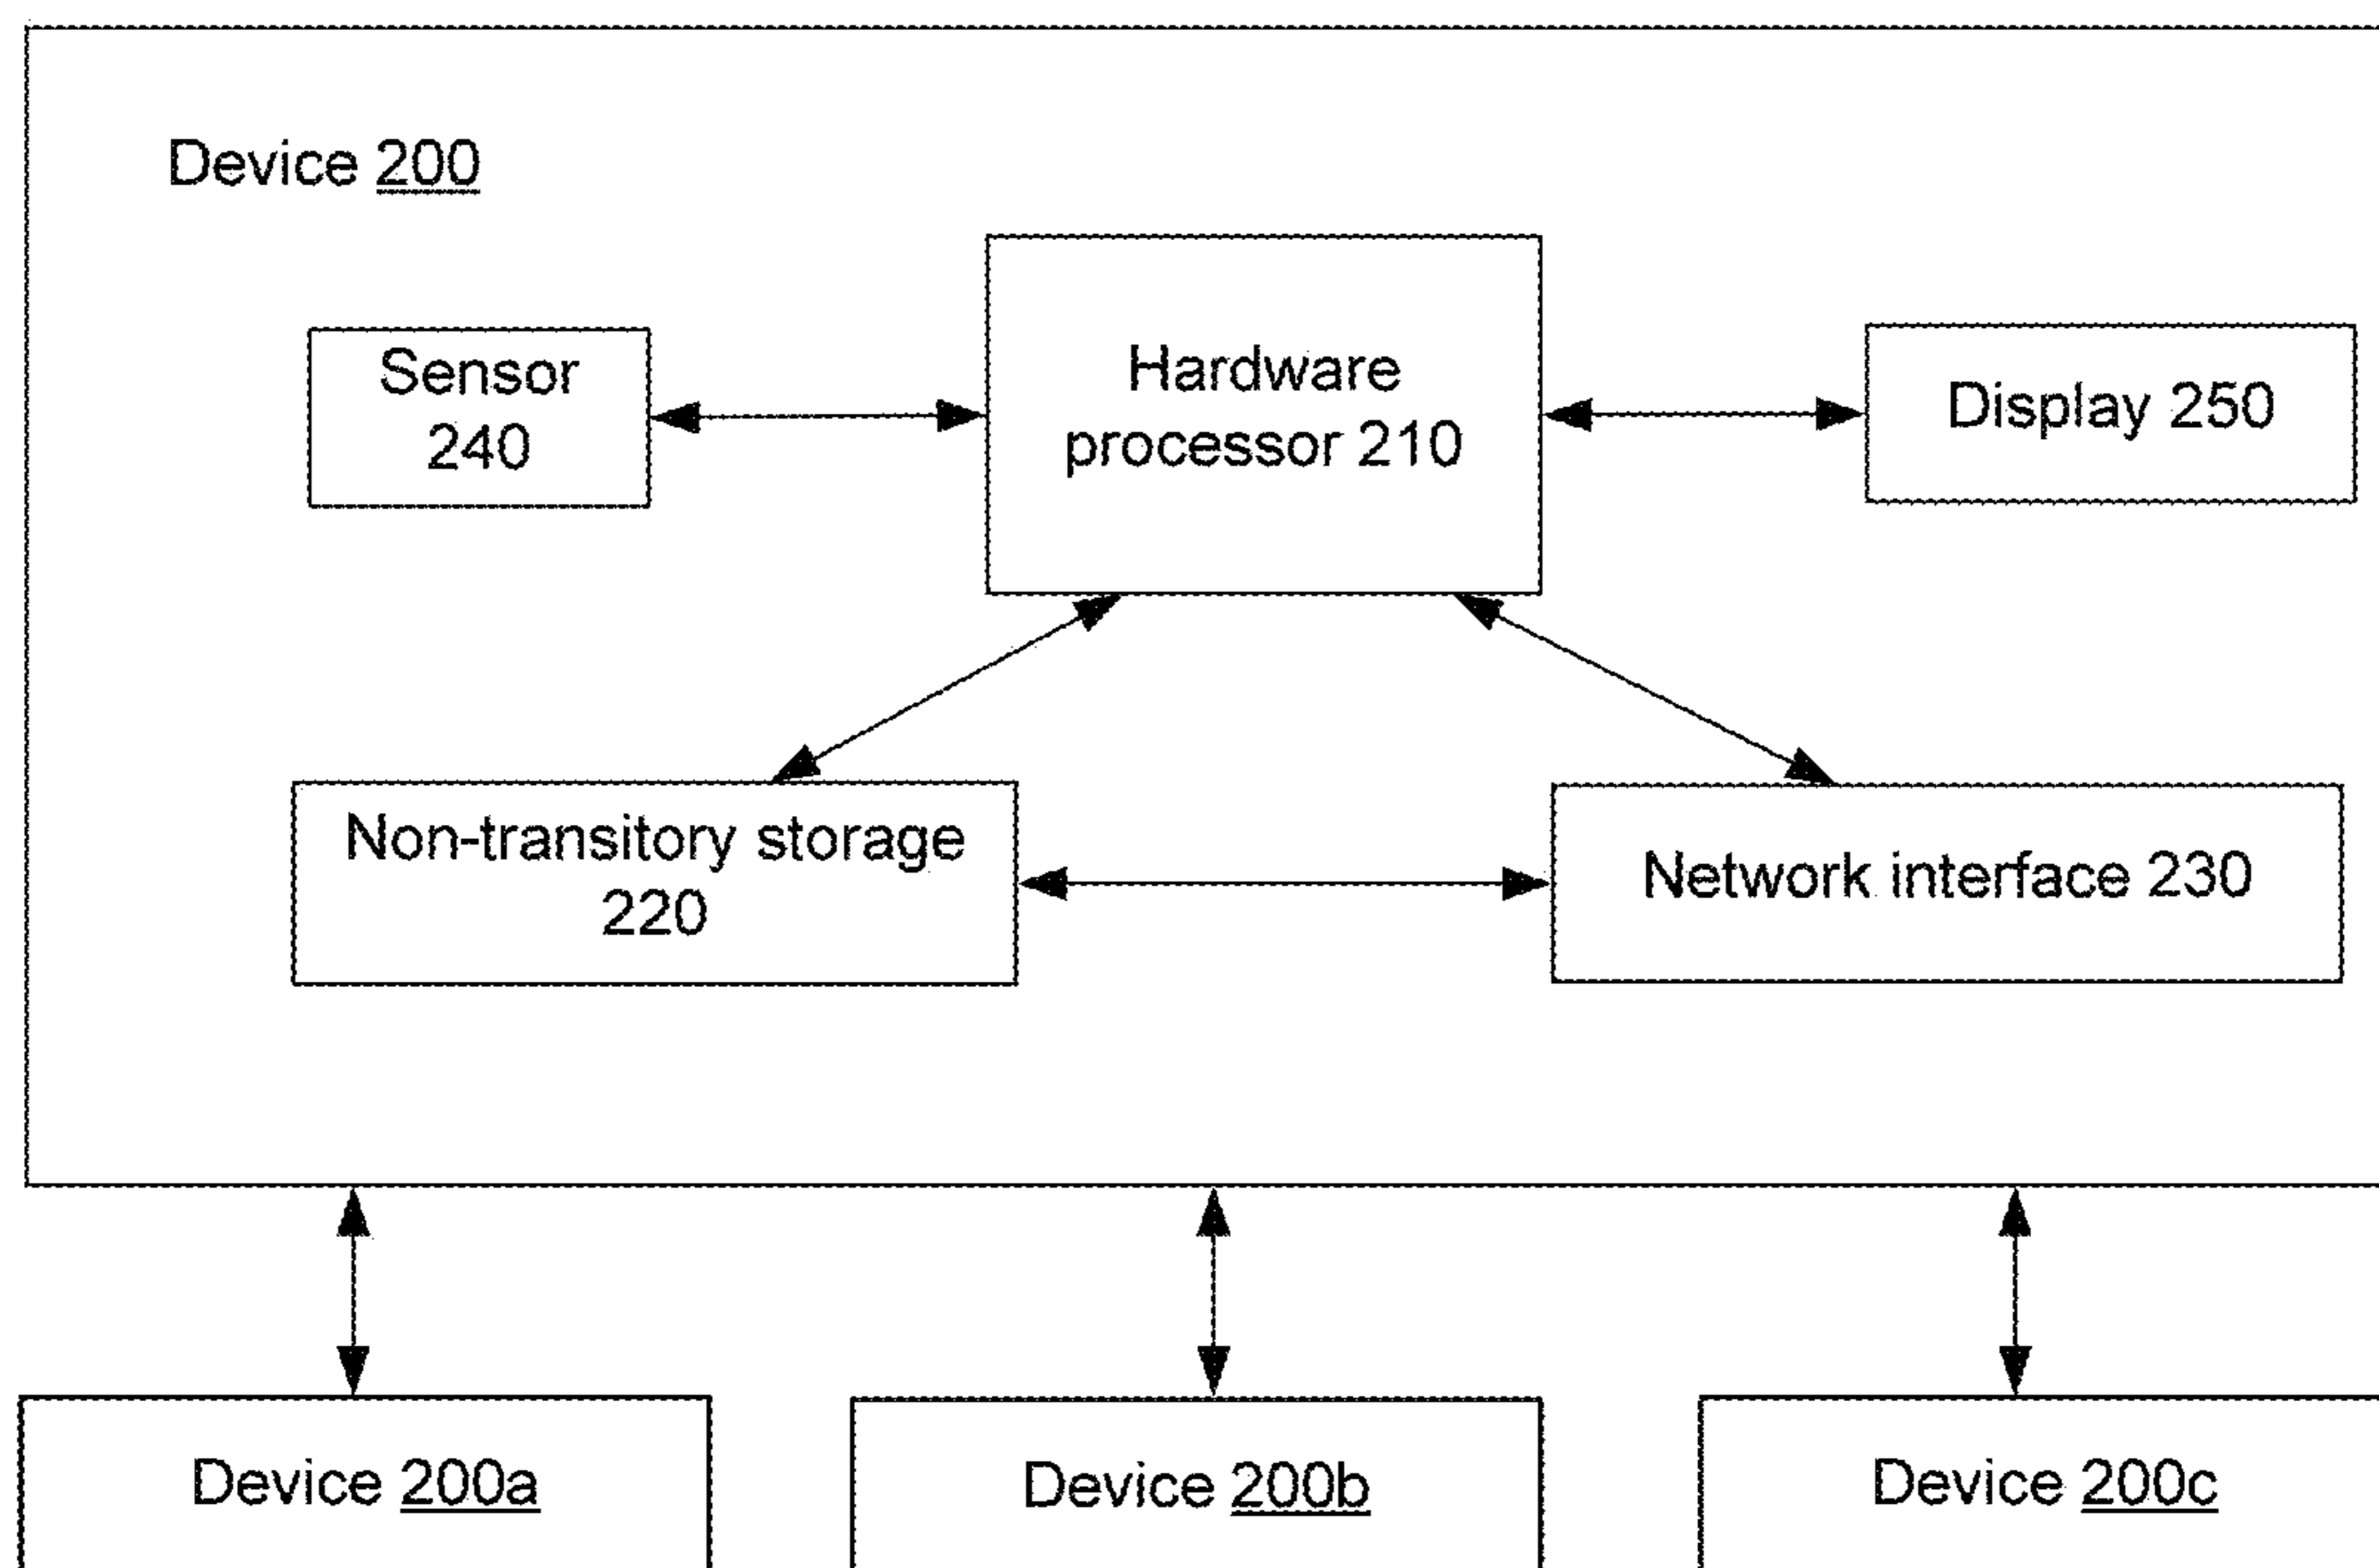 Device 200
Sensor
240
Hardware
processor 210
Display 250
Non-transitory storage
220
Network interface 230
Device 200a
Device 200b
Device 200c